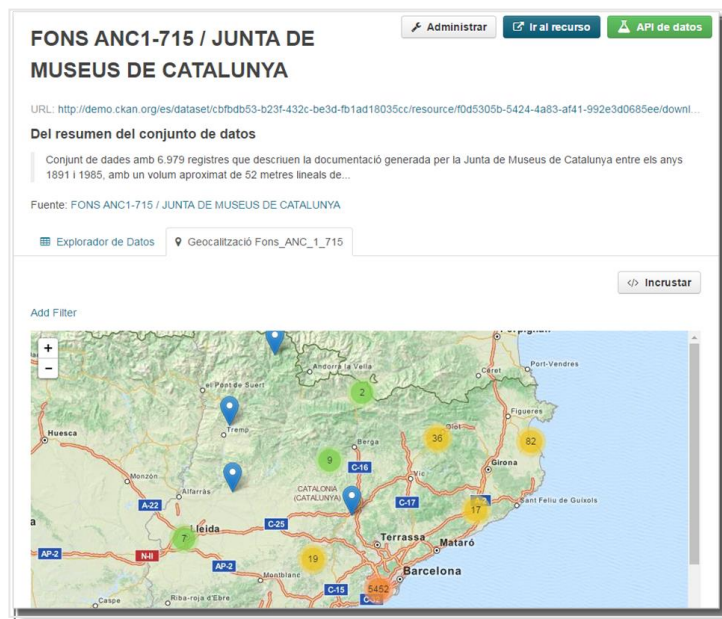 FONS ANC1-715 / JUNTA DE
MUSEUS DE CATALUNYA
Administrar
Ir al recurso
API de datos
URL: http://demo.ckan.org/es/dataset/cbfbdb53-b23f-432c-be3d-fb1ad18035cc/resource/f0d5305b-5424-4a83-af41-992e3d0685ee/downl...
Del resumen del conjunto de datos
Conjunt de dades amb 6.979 registres que descriuen la documentació generada per la Junta de Museus de Catalunya entre els anys
1891 i 1985, amb un volum aproximat de 52 metres lineals de...
Fuente: FONS ANC1-715 / JUNTA DE MUSEUS DE CATALUNYA
Explorador de Datos
Geocalització Fons_ANC_1_715
</> Incrustar
Add Filter
+
−
Andorra la Vella
Port-Vendres
Céret
el Pont de Suert
2
Figueres
Tremp
Olot
Huesca
36
82
Berga
9
C-16
Girona
Vic
Monzón
Alfarràs
CATALONIA
(CATALUNYA)
A-22
C-17
17
Sant Feliu de Guíxols
C-25
Lleida
7
Terrassa
Mataró
AP-2
N-II
19
AP-2
Montblanc
Barcelona
C-15
5452
Caspe
Riba-roja d'Ebre